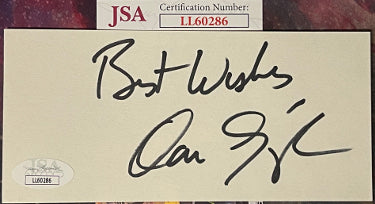 JSA Certification Number:
LL60286
Best Wishes
JSA
LL60286